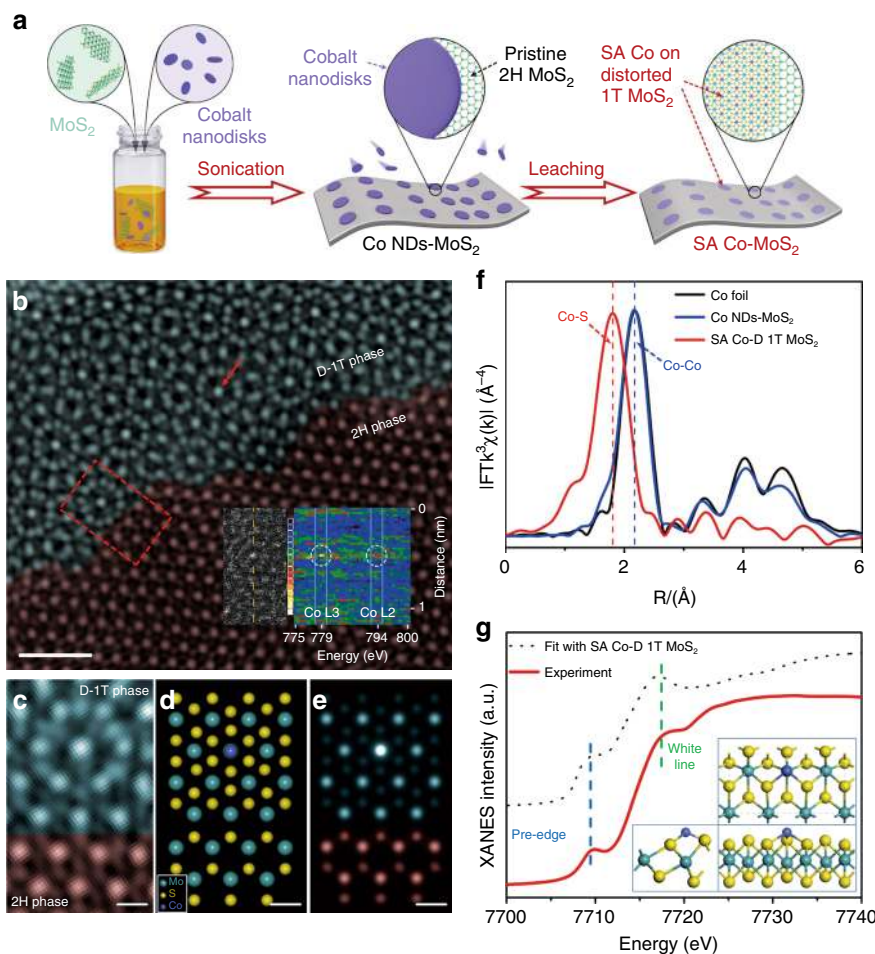 a
MoS2
Cobalt
nanodisks
Sonication
Cobalt
nanodisks
Pristine
2H MoS2
Co NDs-MoS2
Leaching
SA Co on
distorted
1T MoS2
SA Co-MoS2
b
D-1T phase
2H phase
Co L3
Co L2
775
779
794
800
Energy (eV)
0
1
Distance (nm)
c
D-1T phase
2H phase
d
Mo
S
Co
e
f
Co-S
Co-Co
Co foil
Co NDs-MoS2
SA Co-D 1T MoS2
|FTk³χ(k)| (Å⁻⁴)
0
2
4
6
R/(Å)
g
Fit with SA Co-D 1T MoS2
Experiment
White
line
Pre-edge
XANES intensity (a.u.)
7700
7710
7720
7730
7740
Energy (eV)